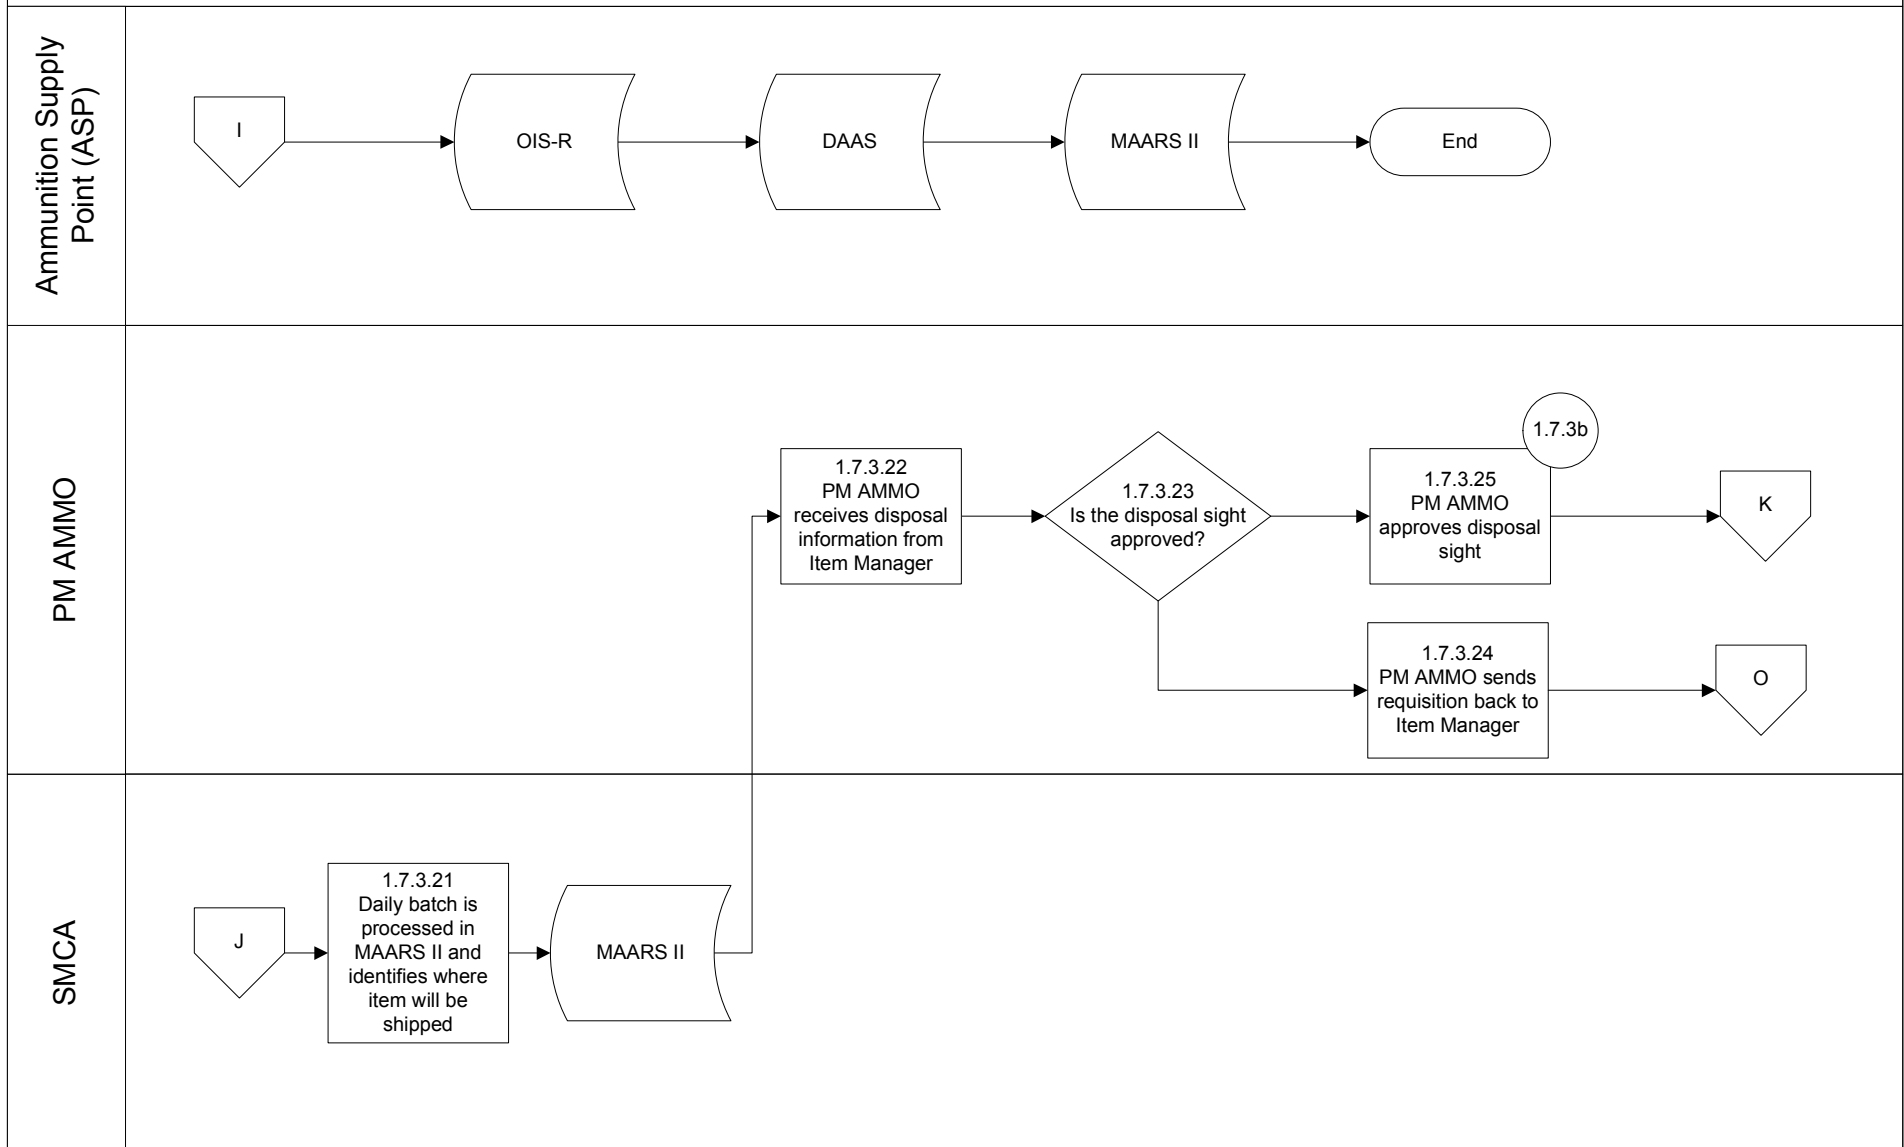 Ammunition Supply
Point (ASP)
I
OIS-R
DAAS
MAARS II
End
PM AMMO
1.7.3.22
PM AMMO
receives disposal
information from
Item Manager
1.7.3.23
Is the disposal sight
approved?
1.7.3b
1.7.3.25
PM AMMO
approves disposal
sight
K
1.7.3.24
PM AMMO sends
requisition back to
Item Manager
O
SMCA
J
1.7.3.21
Daily batch is
processed in
MAARS II and
identifies where
item will be
shipped
MAARS II